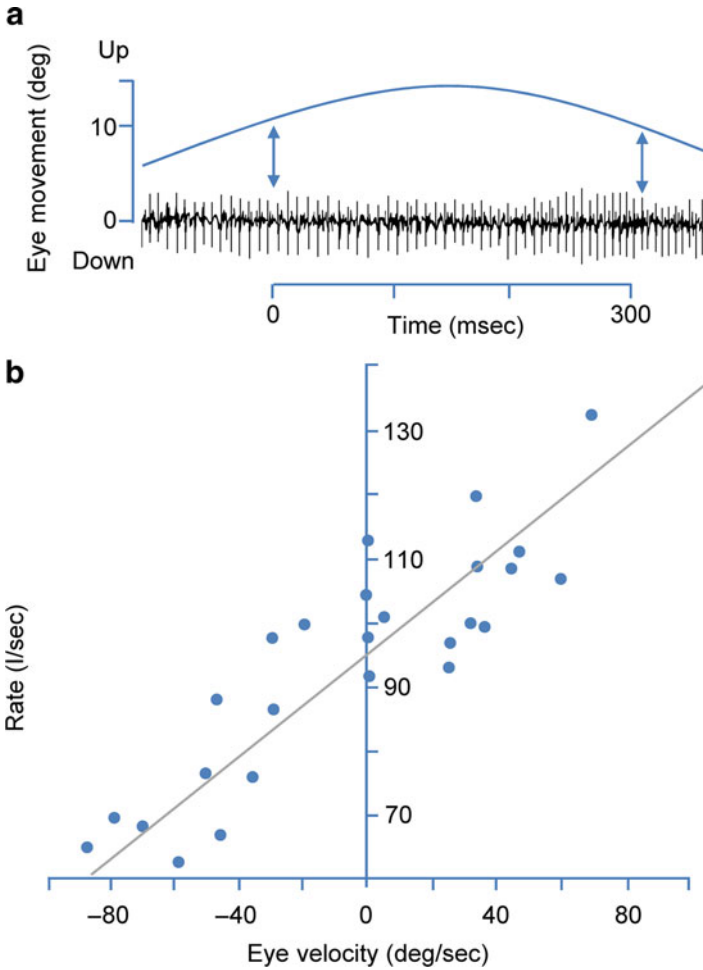 a
Up
Eye movement (deg)
10
0
Down
0
300
Time (msec)
b
130
110
90
70
Rate (I/sec)
–80
–40
0
40
80
Eye velocity (deg/sec)